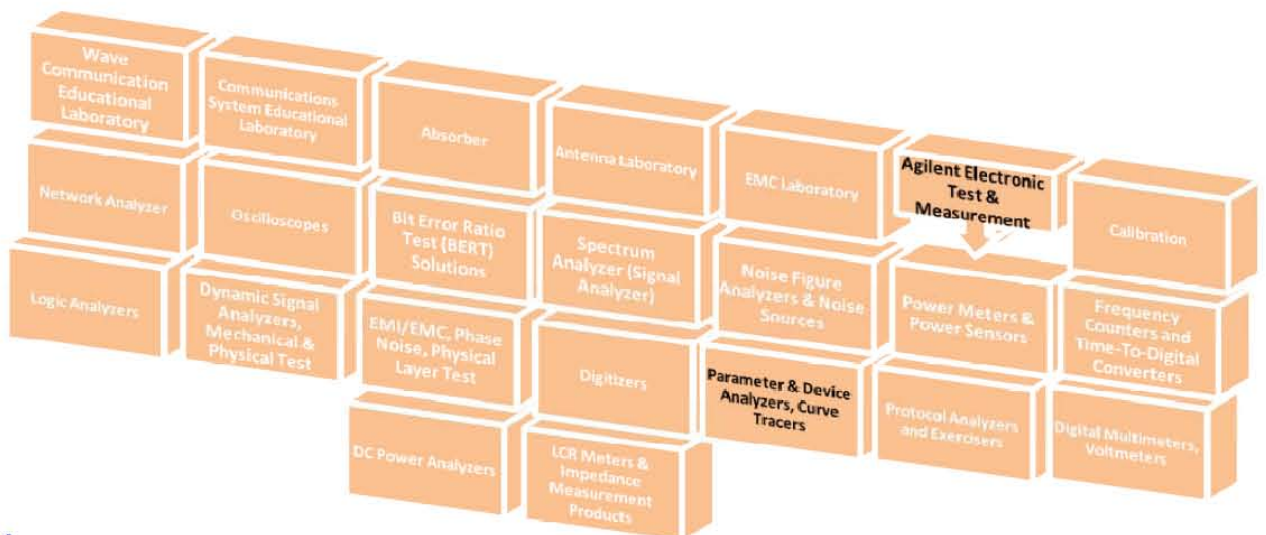 Wave
Communication
Educational
Laboratory
Communications
System Educational
Laboratory
Absorber
Antenna Laboratory
EMC Laboratory
Agilent Electronic
Test &
Measurement
Calibration
Network Analyzer
Oscilloscopes
Bit Error Ratio
Test (BERT)
Solutions
Spectrum
Analyzer (Signal
Analyzer)
Noise Figure
Analyzers & Noise
Sources
Power Meters &
Power Sensors
Frequency
Counters and
Time-To-Digital
Converters
Logic Analyzers
Dynamic Signal
Analyzers,
Mechanical &
Physical Test
EMI/EMC, Phase
Noise, Physical
Layer Test
Digitizers
Parameter & Device
Analyzers, Curve
Tracers
Protocol Analyzers
and Exercisers
Digital Multimeters,
Voltmeters
DC Power Analyzers
LCR Meters &
Impedance
Measurement
Products